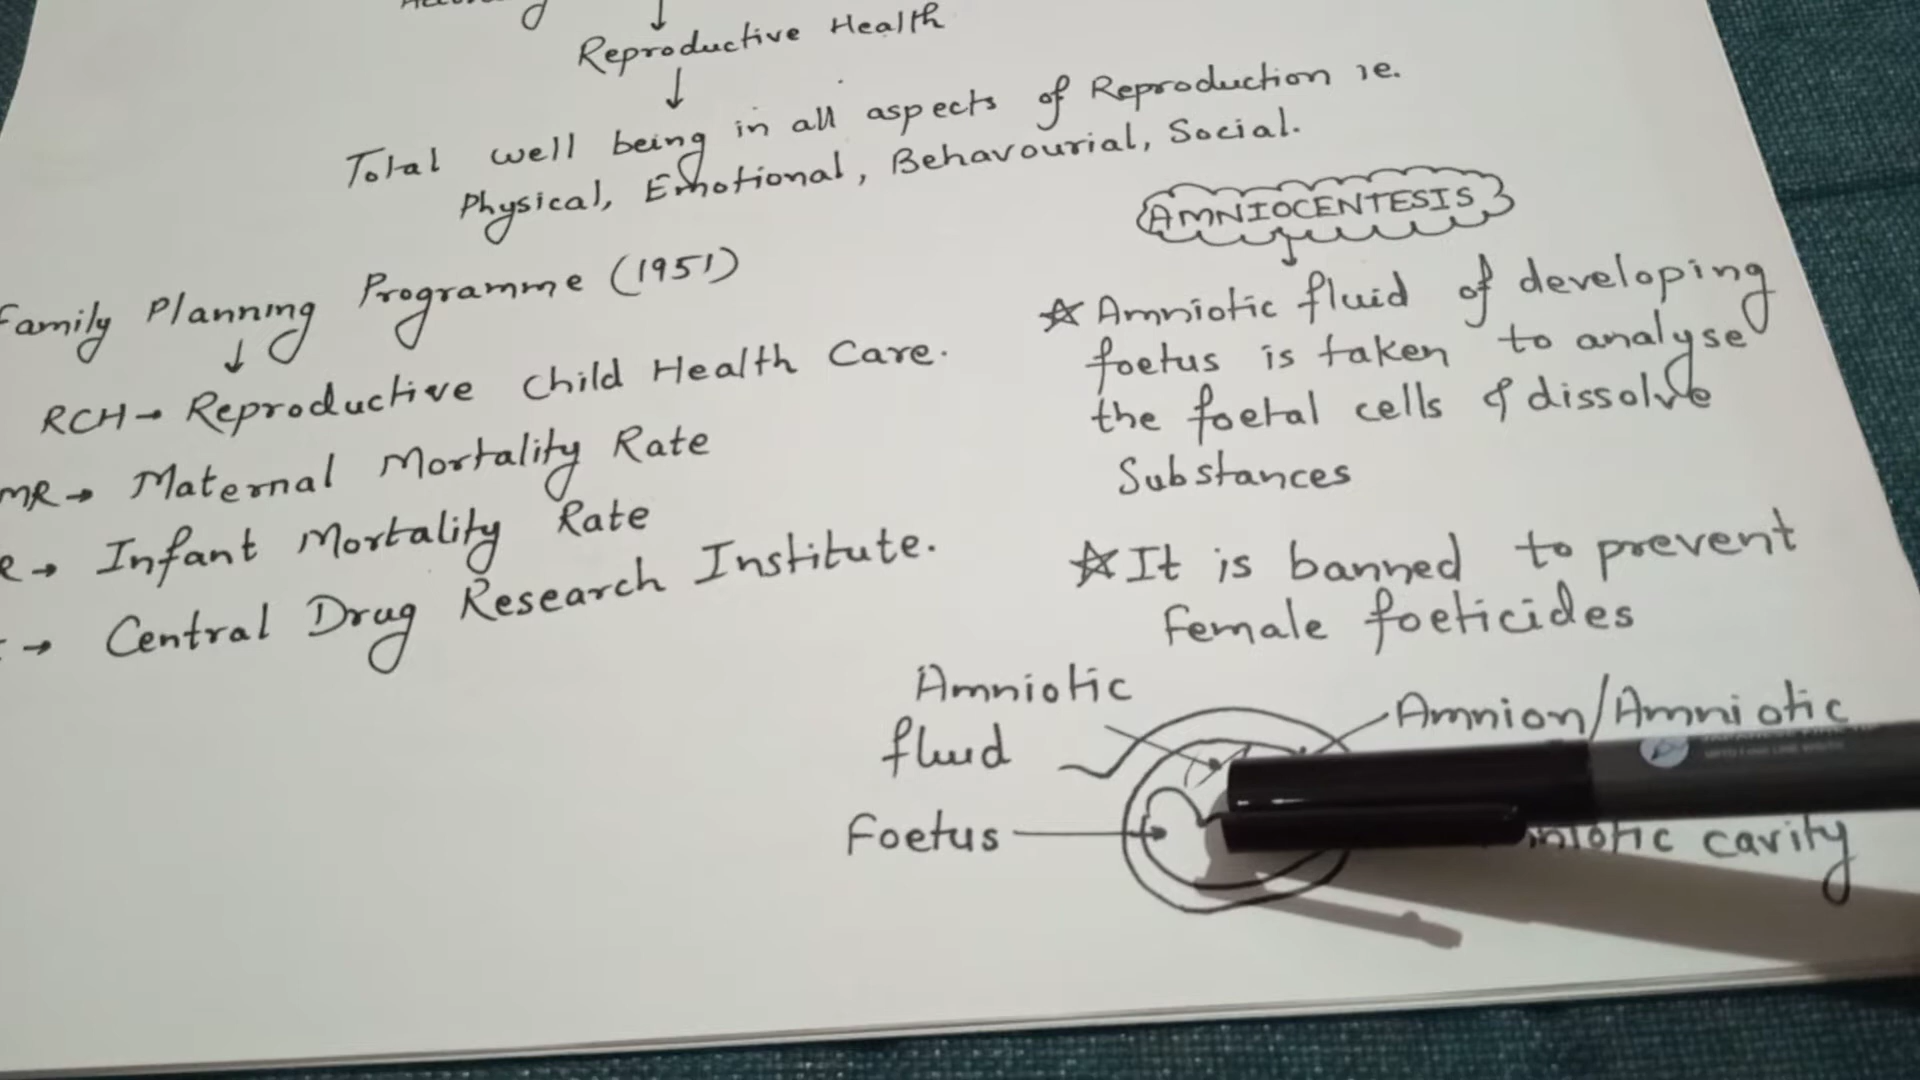 Reproductive Health
↓
Total well being in all aspects of Reproduction ie.
Physical, Emotional, Behavourial, Social.
Family Planning Programme (1951)
↓
RCH → Reproductive Child Health Care.
MR → Maternal Mortality Rate
R → Infant Mortality Rate
→ Central Drug Research Institute.
AMNIOCENTESIS
↓
☆ Amniotic fluid of developing
foetus is taken to analyse
the foetal cells & dissolve
Substances
☆ It is banned to prevent
Female foeticides
Amniotic
fluid
Amnion/Amniotic
Foetus
niotic cavity